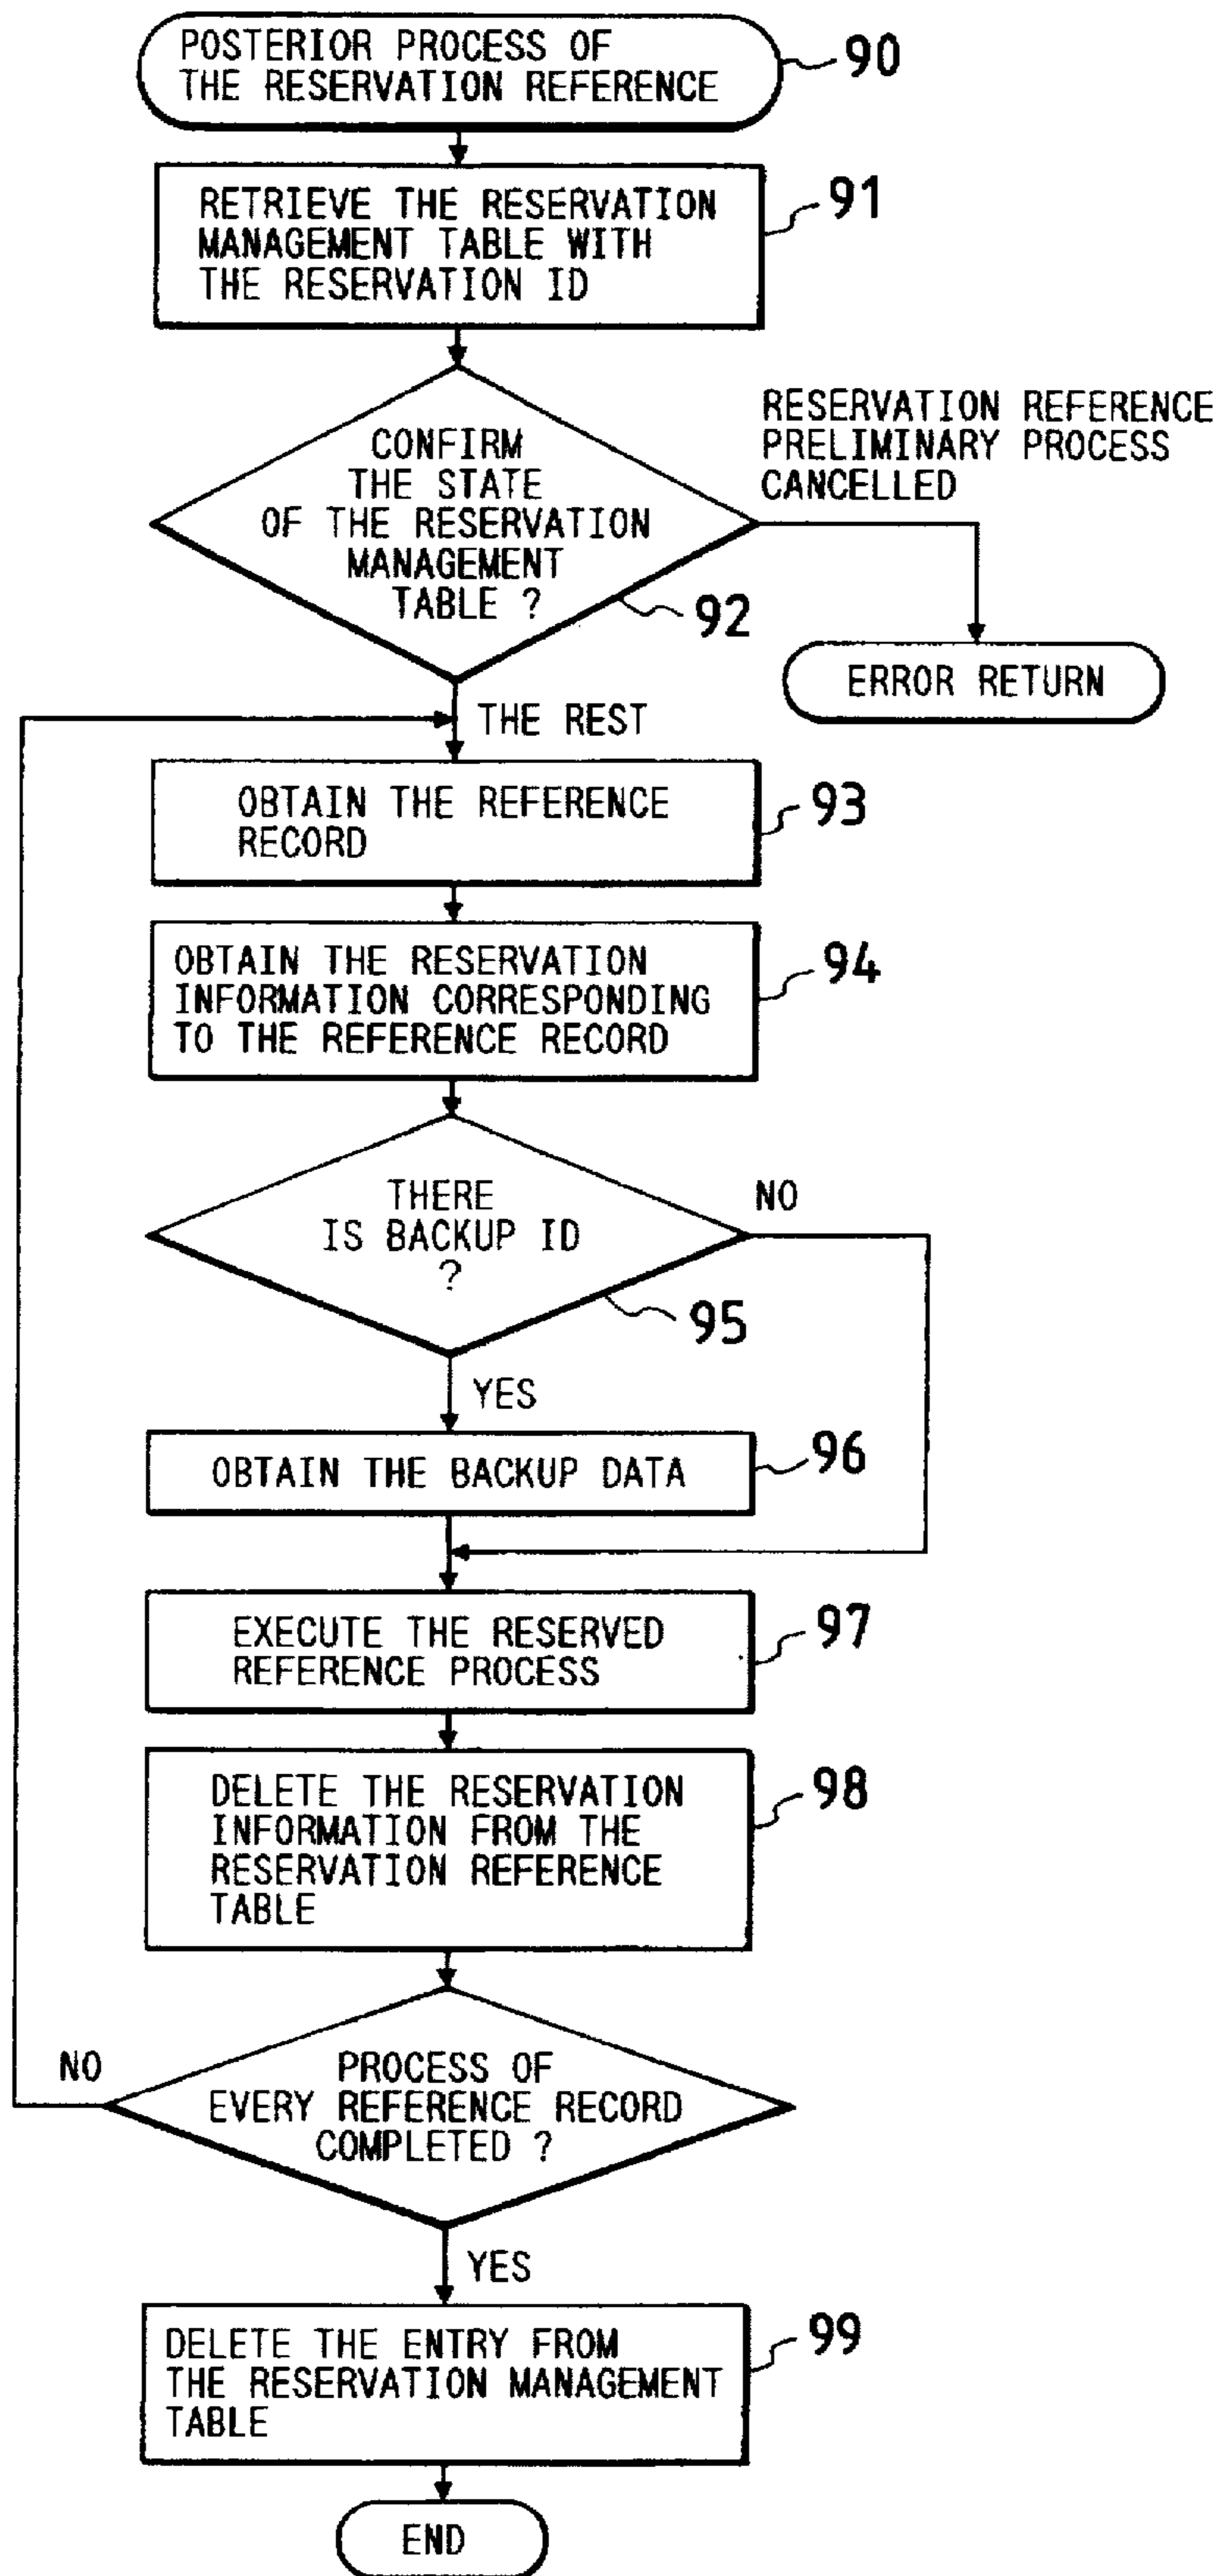 POSTERIOR PROCESS OF
THE RESERVATION REFERENCE
90
RETRIEVE THE RESERVATION
MANAGEMENT TABLE WITH
THE RESERVATION ID
91
CONFIRM
THE STATE
OF THE RESERVATION
MANAGEMENT
TABLE ?
92
RESERVATION REFERENCE
PRELIMINARY PROCESS
CANCELLED
ERROR RETURN
THE REST
OBTAIN THE REFERENCE
RECORD
93
OBTAIN THE RESERVATION
INFORMATION CORRESPONDING
TO THE REFERENCE RECORD
94
THERE
IS BACKUP ID
?
95
NO
YES
OBTAIN THE BACKUP DATA
96
EXECUTE THE RESERVED
REFERENCE PROCESS
97
DELETE THE RESERVATION
INFORMATION FROM THE
RESERVATION REFERENCE
TABLE
98
NO
PROCESS OF
EVERY REFERENCE RECORD
COMPLETED ?
YES
DELETE THE ENTRY FROM
THE RESERVATION MANAGEMENT
TABLE
99
END